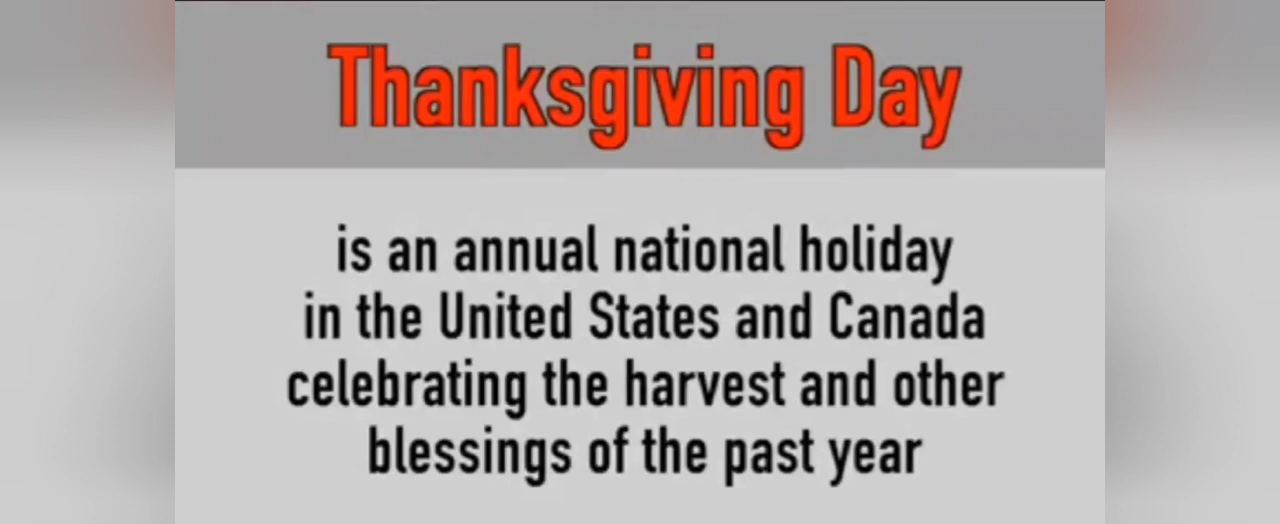 Thanksgiving Day
is an annual national holiday
in the United States and Canada
celebrating the harvest and other
blessings of the past year